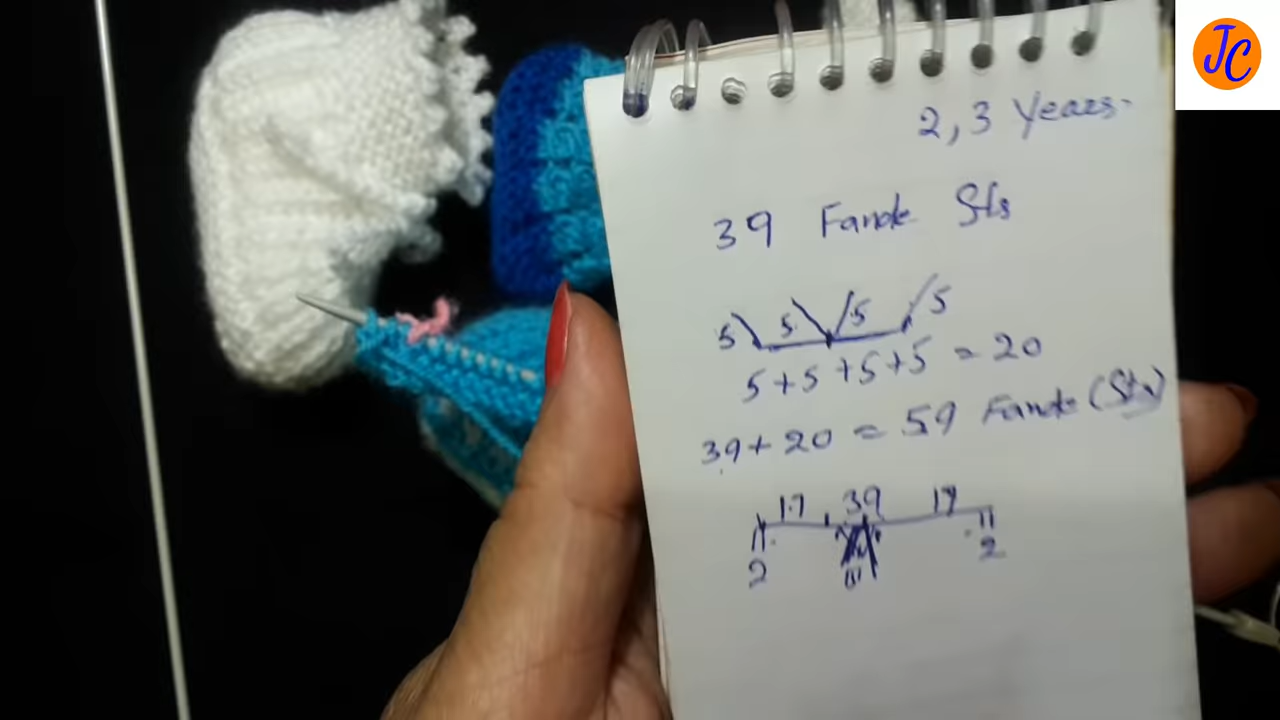 JC
2, 3 Years.
39 Fande Sts
5 5 5 5
5+5+5+5 = 20
39+20 = 59 Fande (Sts)
17 39 17
2 2